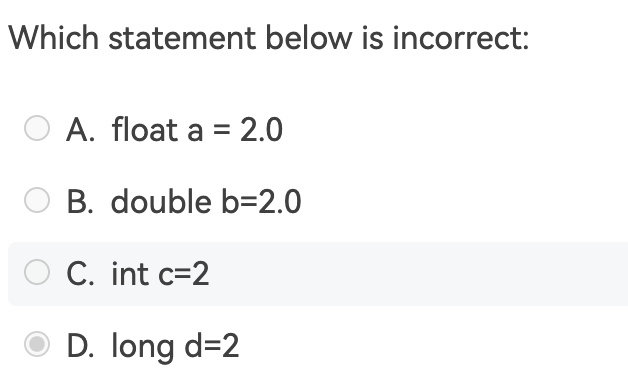 Which statement below is incorrect:
A. float a = 2.0
B. double b=2.0
C. int c=2
D. long d=2